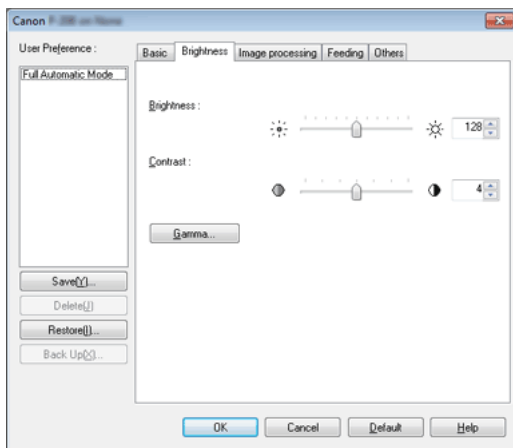 Canon
User Preference :
Full Automatic Mode
Save(Y)...
Delete(J)
Restore(I)...
Back Up(X)...
Basic Brightness Image processing Feeding Others
Brightness :
128
Contrast :
4
Gamma...
OK Cancel Default Help